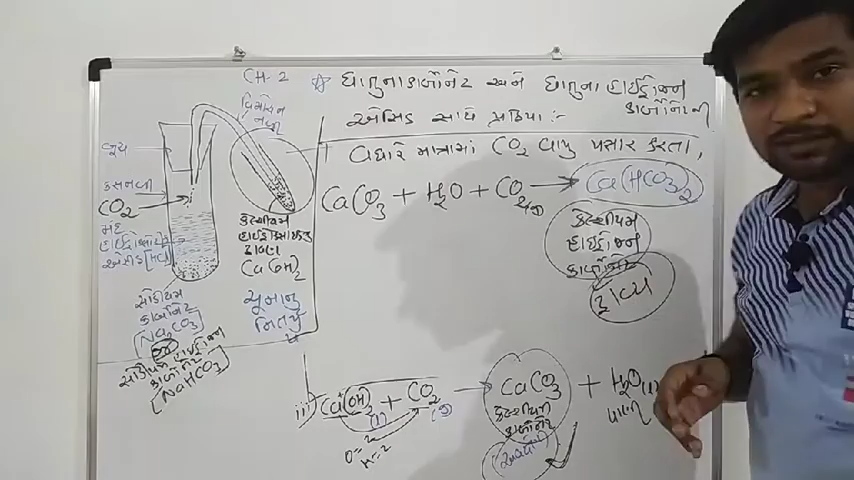 CH-2 ☆ ધાતુના કાર્બોનેટ અને ધાતુના હાઈડ્રોજન
કાર્બોનેટની
એસિડ સાથે પ્રક્રિયા :-
વધારે માત્રામાં CO₂ વાયુ પસાર કરતા,
CaCO₃ + H₂O + CO₂(g) → Ca(HCO₃)₂
કેલ્શીયમ
હાઈડ્રોજન
કાર્બોનેટ
દ્રાવ્ય
નળી
કસનળી
CO₂
મંદ
હાઈડ્રોક્લોરિક
એસિડ [HCl]
કેલ્શીયમ
હાઈડ્રોક્સાઈડનું
દ્રાવણ
Ca(OH)₂
ચૂનાનું
નિતર્યું
સોડીયમ
કાર્બોનેટ
[Na₂CO₃]
સોડીયમ હાઈડ્રોજન
કાર્બોનેટ
[NaHCO₃]
ii) Ca(OH)₂ + CO₂ → CaCO₃ + H₂O(l)
કેલ્શીયમ
કાર્બોનેટ
પાણી